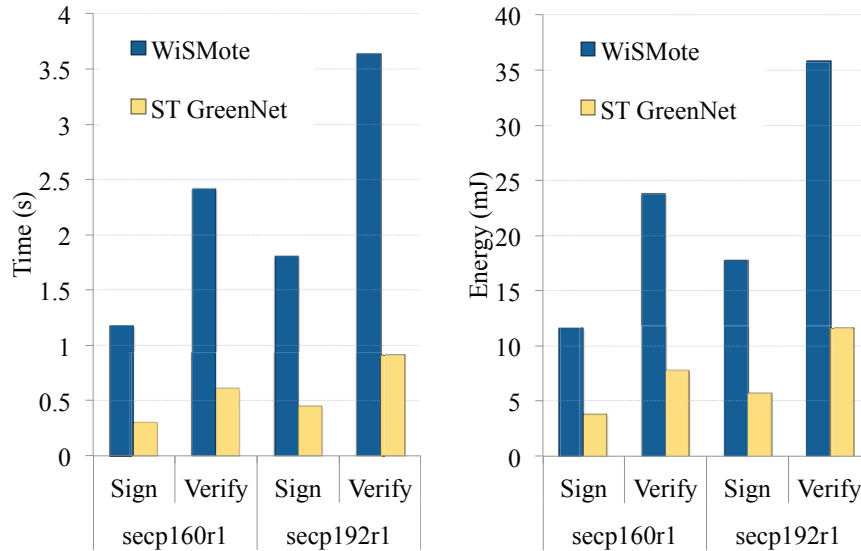 4
3.5
3
2.5
2
1.5
1
0.5
0
Time (s)
WiSMote
ST GreenNet
Sign Verify Sign Verify
secp160r1 secp192r1
40
35
30
25
20
15
10
5
0
Energy (mJ)
WiSMote
ST GreenNet
Sign Verify Sign Verify
secp160r1 secp192r1